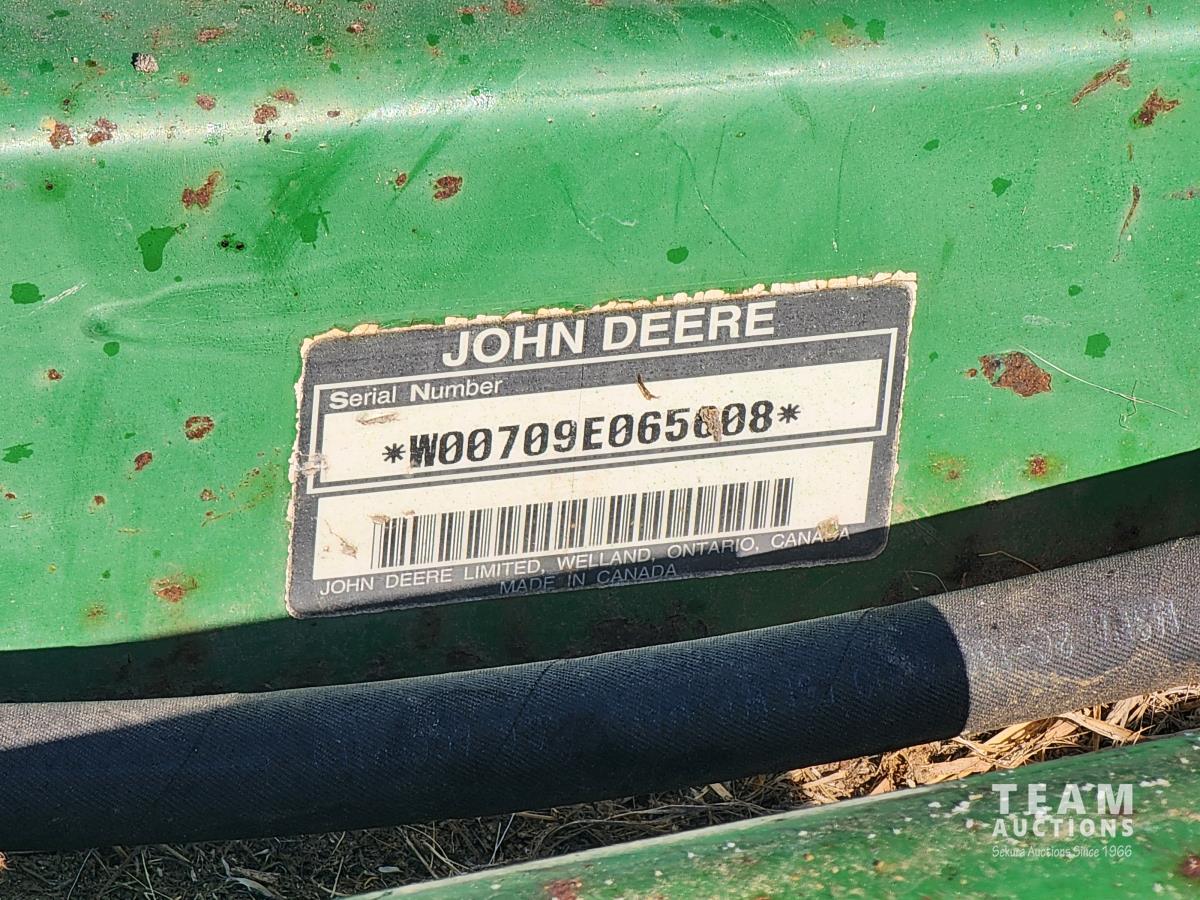 JOHN DEERE
Serial Number
*W00709E065008*
JOHN DEERE LIMITED, WELLAND, ONTARIO, CANADA
MADE IN CANADA
TEAM
AUCTIONS
Sekura Auctions Since 1966